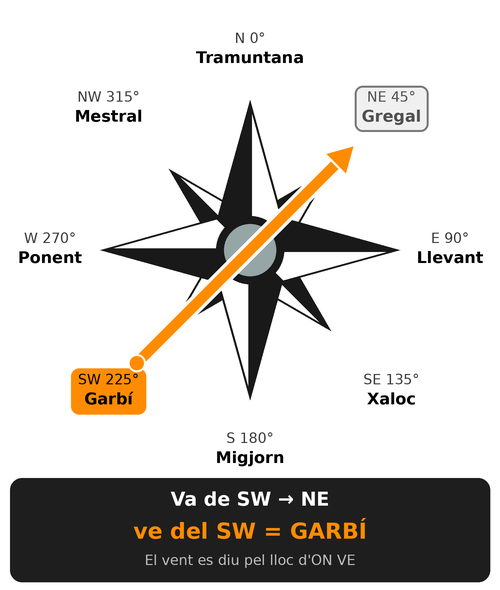 N 0°
Tramuntana
NW 315°
Mestral
NE 45°
Gregal
W 270°
Ponent
E 90°
Llevant
SW 225°
Garbí
SE 135°
Xaloc
S 180°
Migjorn
Va de SW → NE
ve del SW = GARBÍ
El vent es diu pel lloc d'ON VE